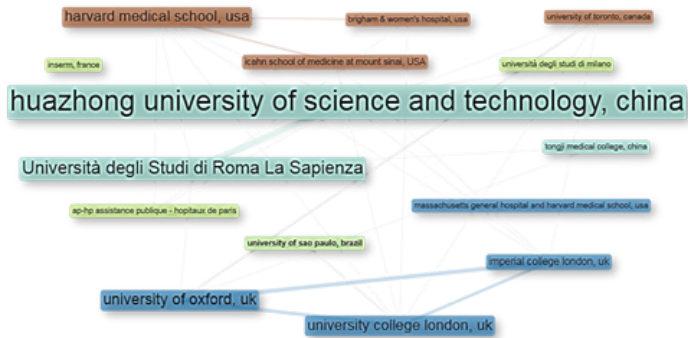 harvard medical school, usa
brigham & women's hospital, usa
university of toronto, canada
inserm, france
icahn school of medicine at mount sinai, USA
università degli studi di milano
huazhong university of science and technology, china
tongji medical college, china
Università degli Studi di Roma La Sapienza
ap-hp assistance publique - hopitaux de paris
massachusetts general hospital and harvard medical school, usa
university of sao paulo, brazil
imperial college london, uk
university of oxford, uk
university college london, uk